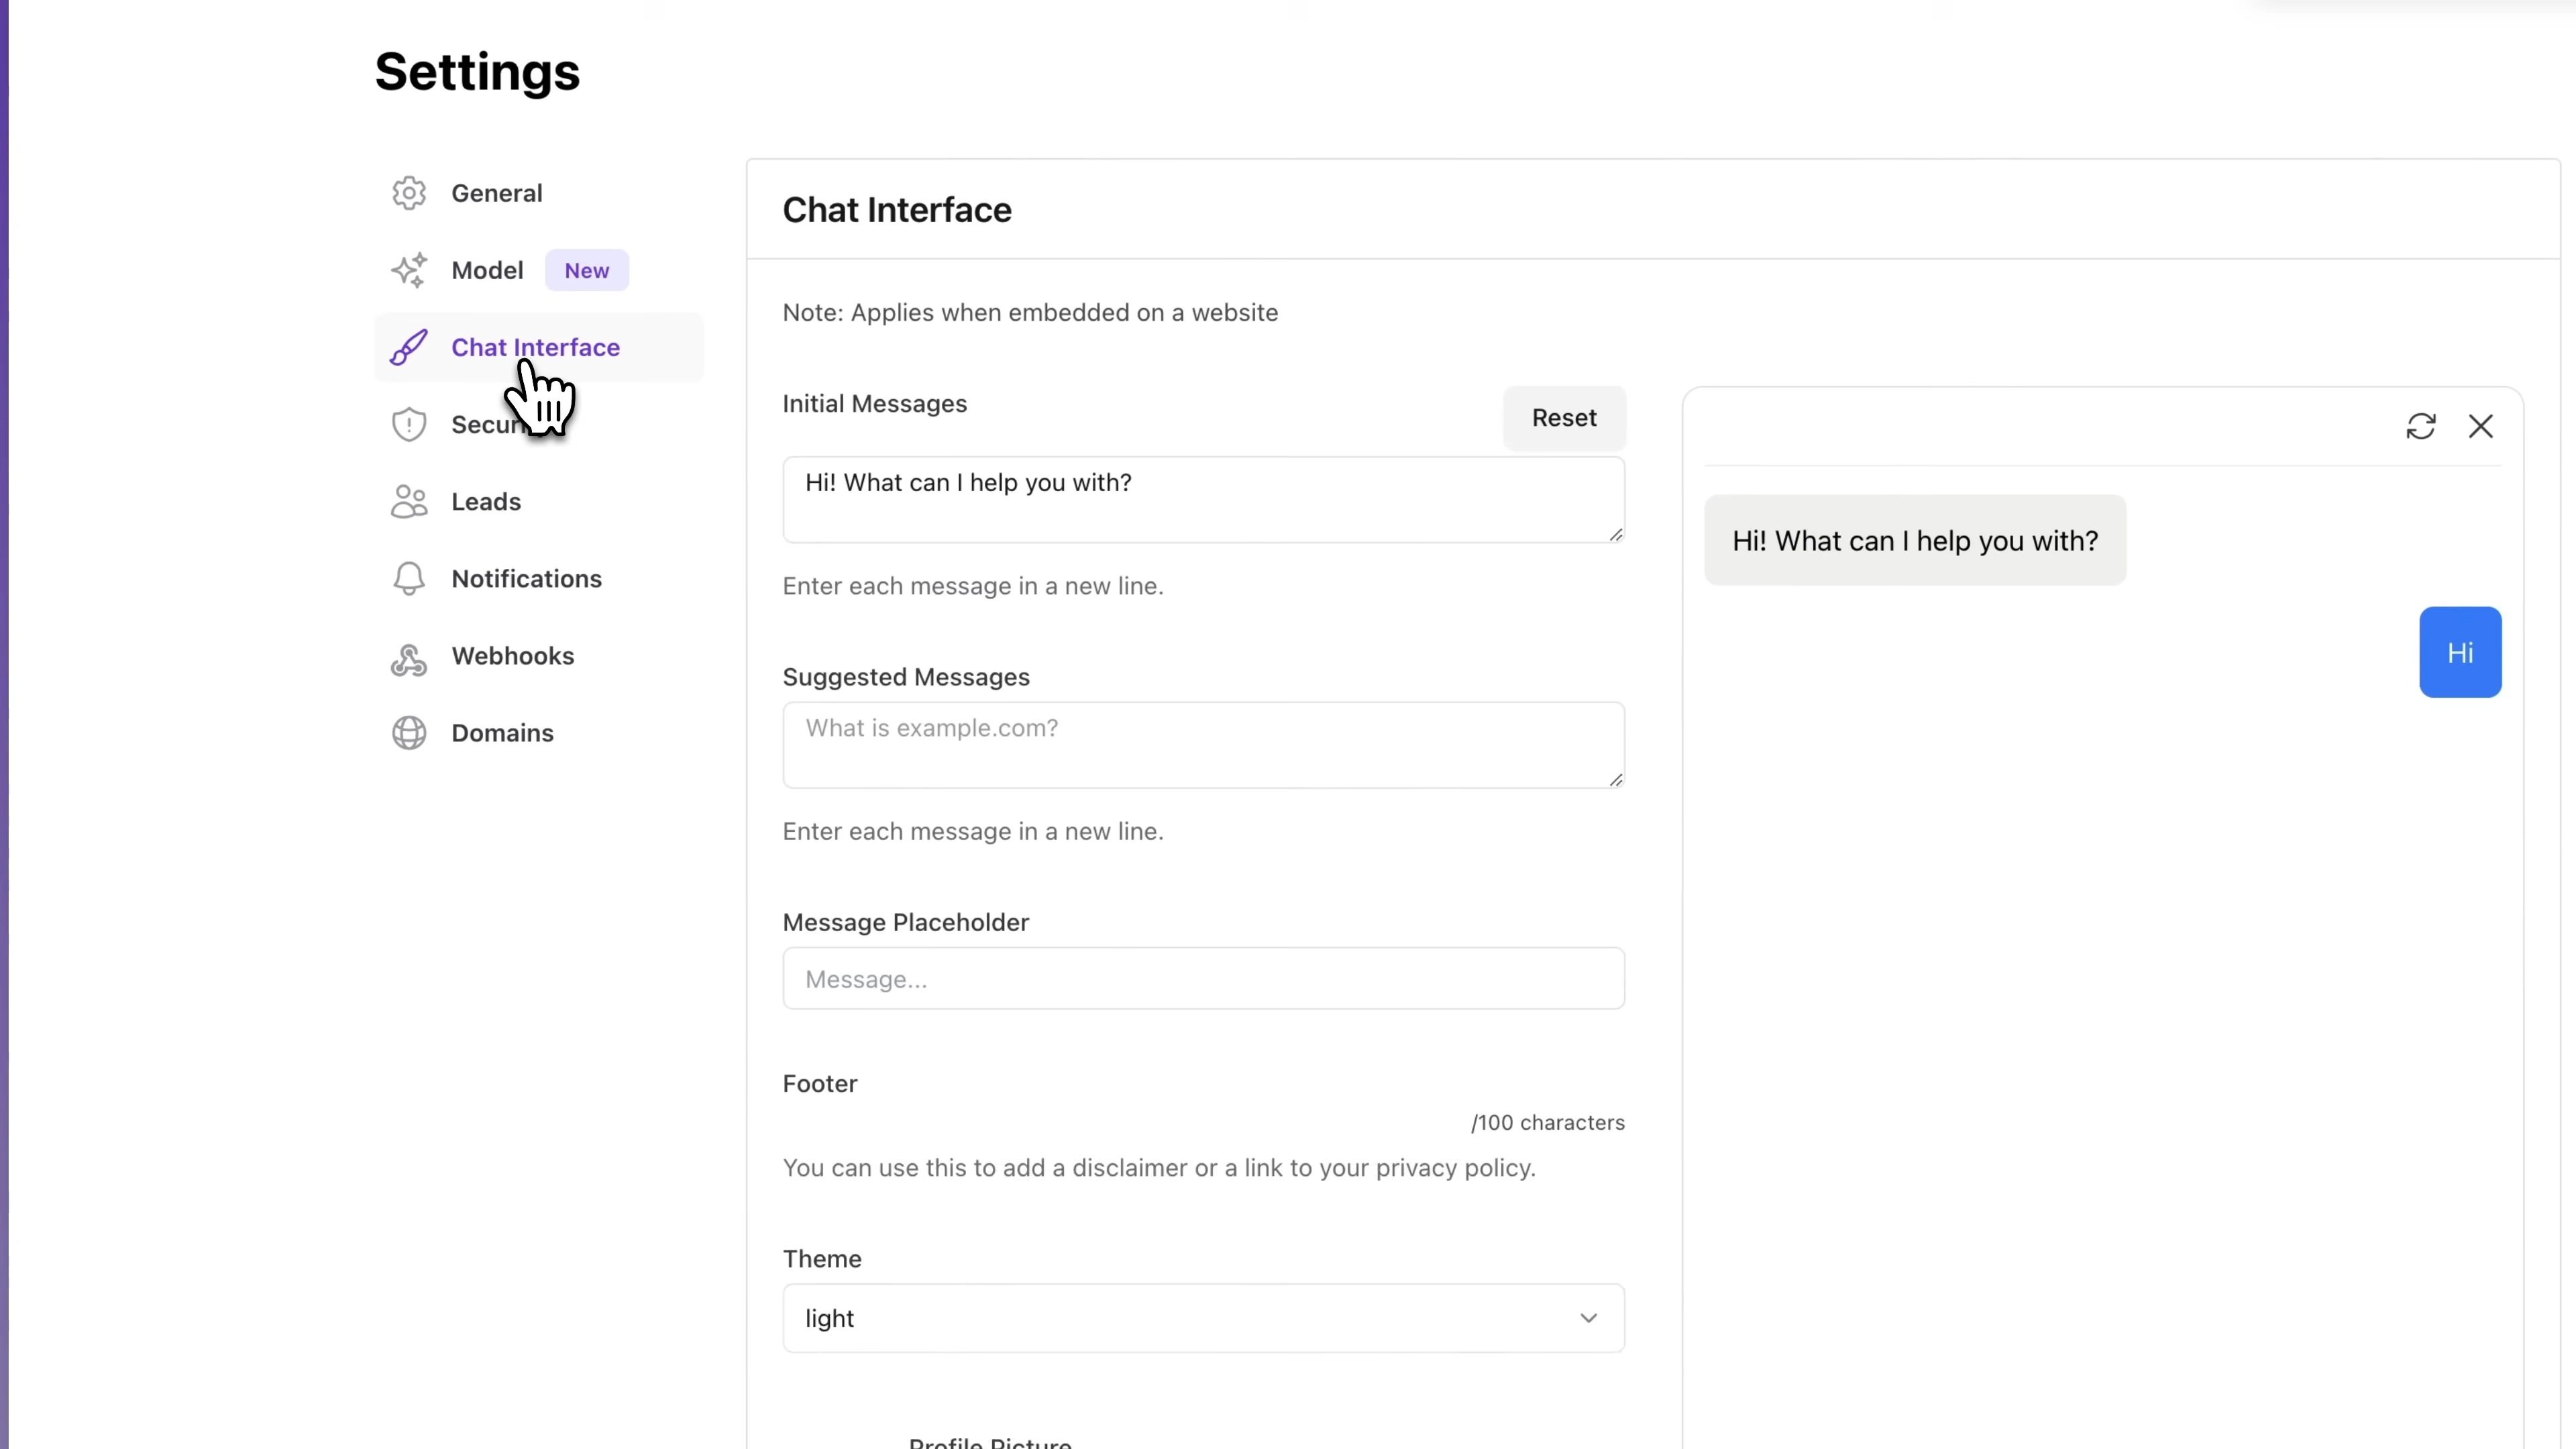 Settings
General
Model New
Chat Interface
Leads
Notifications
Webhooks
Domains
Chat Interface
Note: Applies when embedded on a website
Initial Messages
Reset
Hi! What can I help you with?
Enter each message in a new line.
Suggested Messages
What is example.com?
Enter each message in a new line.
Message Placeholder
Message...
Footer
/100 characters
You can use this to add a disclaimer or a link to your privacy policy.
Theme
light
Profile Picture
Hi! What can I help you with?
Hi